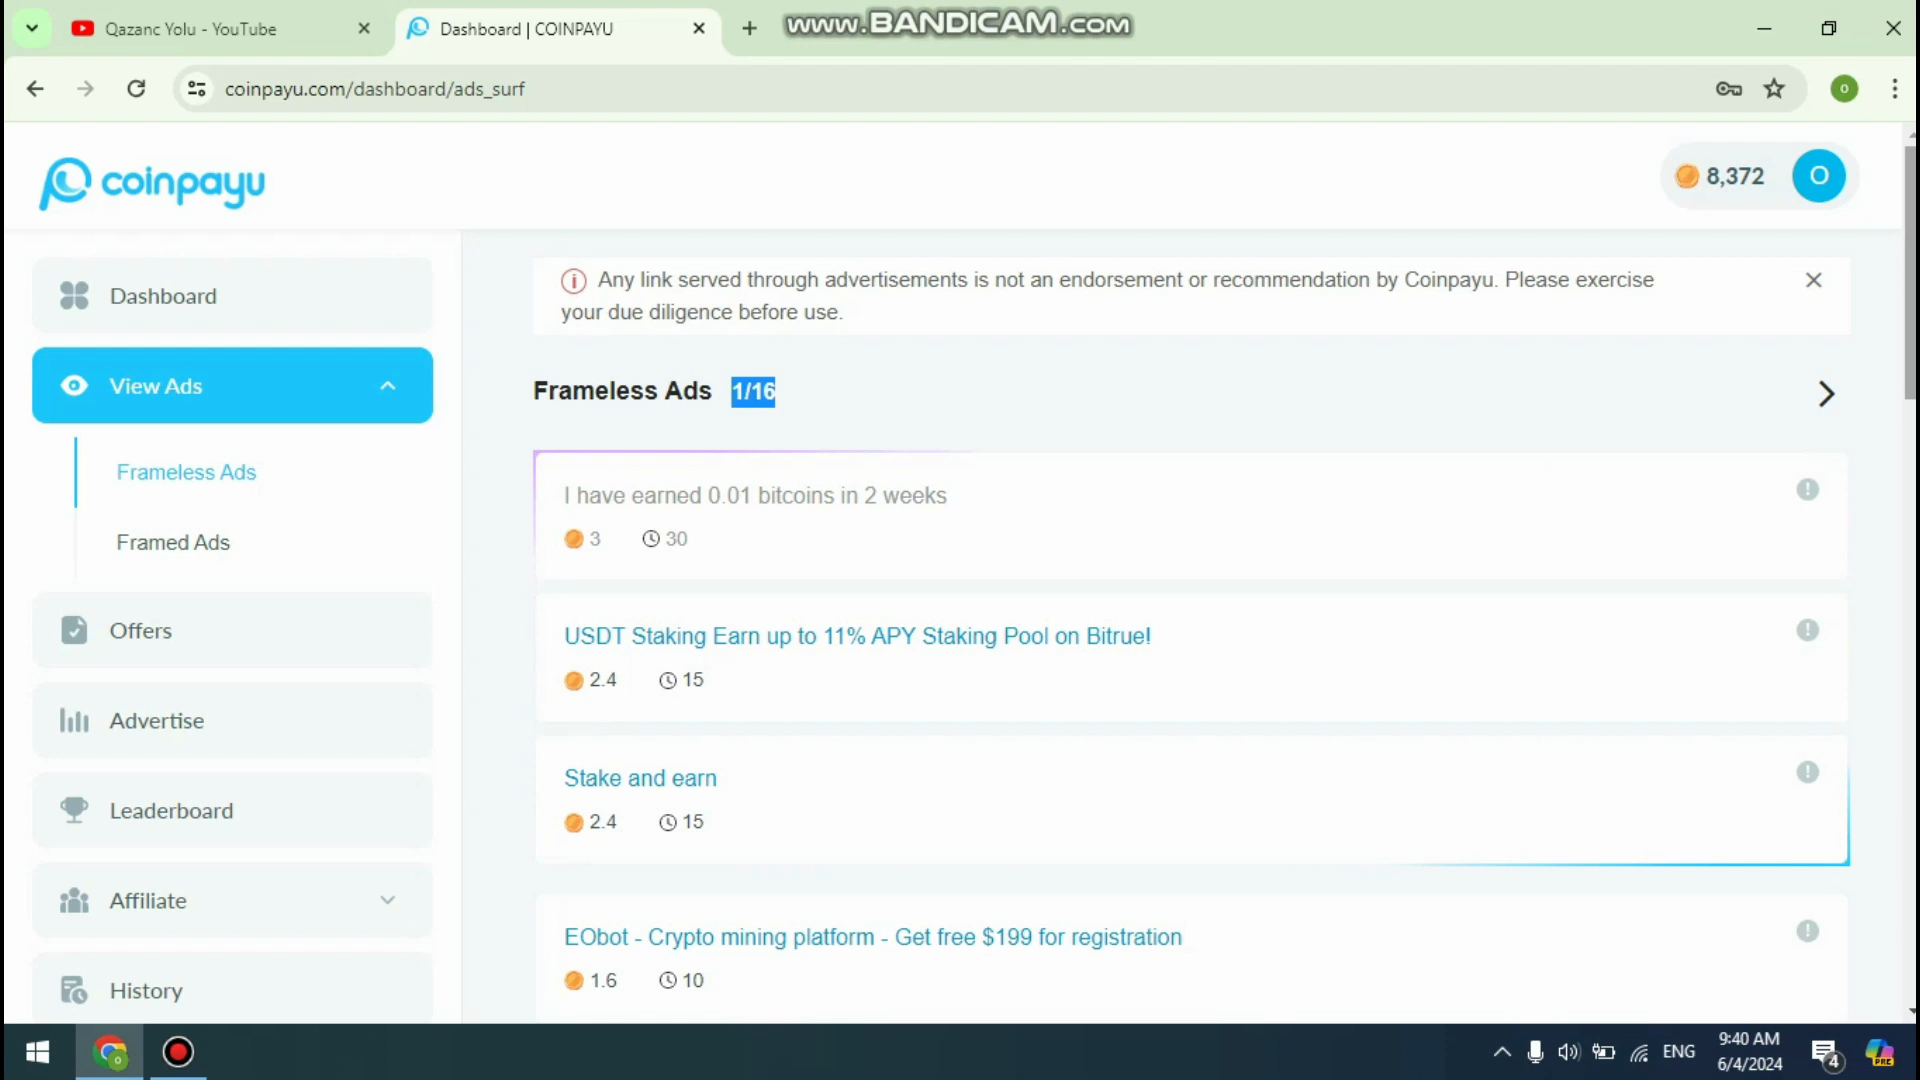 Qazanc Yolu - YouTube
Dashboard | COINPAYU
www.BANDICAM.com
coinpayu.com/dashboard/ads_surf
O
coinpayu
8,372
O
Dashboard
View Ads
Frameless Ads
Framed Ads
Offers
Advertise
Leaderboard
Affiliate
History
Any link served through advertisements is not an endorsement or recommendation by Coinpayu. Please exercise
your due diligence before use.
Frameless Ads 1/16
I have earned 0.01 bitcoins in 2 weeks
3 30
USDT Staking Earn up to 11% APY Staking Pool on Bitrue!
2.4 15
Stake and earn
2.4 15
EObot - Crypto mining platform - Get free $199 for registration
1.6 10
ENG
9:40 AM
6/4/2024
4
PRE